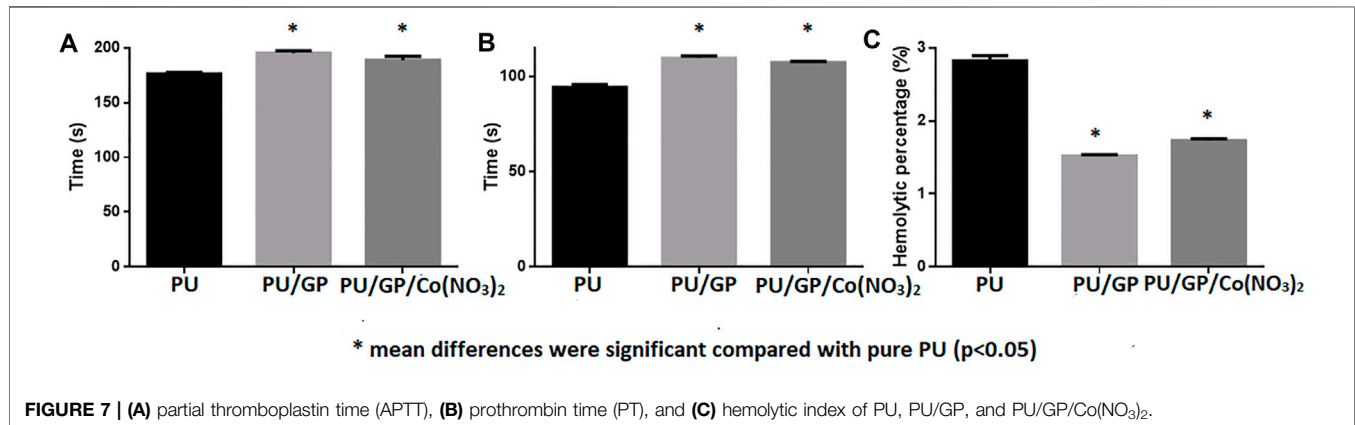 A
Time (s)
200
150
100
50
0
*
*
PU
PU/GP
PU/GP/Co(NO₃)₂
B
Time (s)
100
50
0
*
*
PU
PU/GP
PU/GP/Co(NO₃)₂
C
Hemolytic percentage (%)
3
2
1
0
*
*
PU
PU/GP
PU/GP/Co(NO₃)₂
* mean differences were significant compared with pure PU (p<0.05)
FIGURE 7 | (A) partial thromboplastin time (APTT), (B) prothrombin time (PT), and (C) hemolytic index of PU, PU/GP, and PU/GP/Co(NO₃)₂.